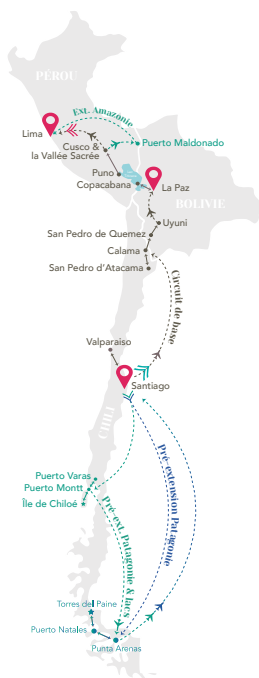 PÉROU
Ext. Amazonie
Lima
Puerto Maldonado
Cusco &
la Vallée Sacrée
Puno
Copacabana
La Paz
BOLIVIE
Uyuni
San Pedro de Quemez
Calama
San Pedro d'Atacama
Circuit de base
Valparaiso
Santiago
CHILI
Puerto Varas
Puerto Montt
Île de Chiloé
Pré-ext. Patagonie & lacs
Pré-extension Patagonie
Torres del Paine
Puerto Natales
Punta Arenas